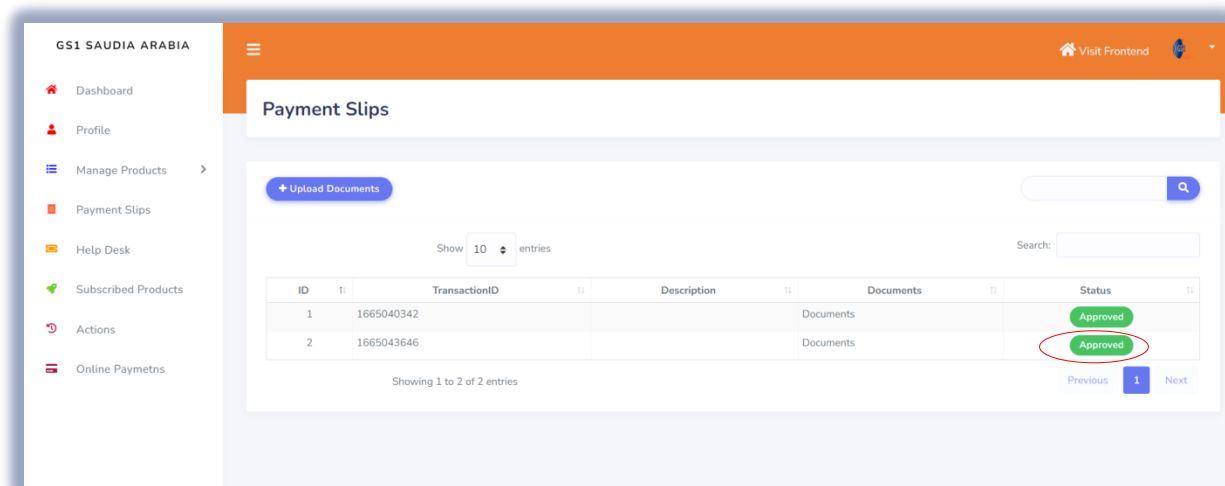 GS1 SAUDIA ARABIA
Visit Frontend
Dashboard
Payment Slips
Profile
Manage Products
Upload Documents
Payment Slips
Help Desk
Show 10 entries Search:
Subscribed Products
ID TransactionID Description Documents Status
1 1665040342 Documents Approved
Actions
2 1665043646 Documents Approved
Online Paymetns
Showing 1 to 2 of 2 entries Previous 1 Next